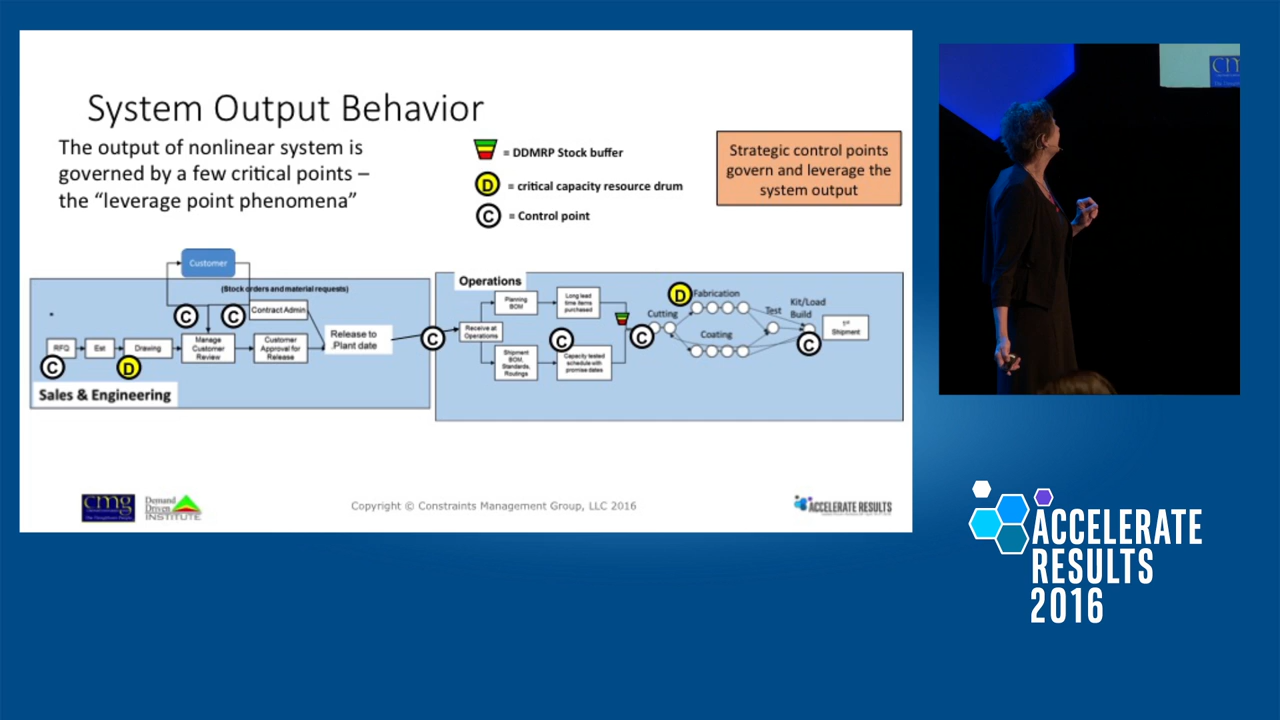 System Output Behavior
The output of nonlinear system is
governed by a few critical points –
the “leverage point phenomena”
= DDMRP Stock buffer
D = critical capacity resource drum
C = Control point
Strategic control points
govern and leverage the
system output
Customer
(Stock orders and material requests)
C
C
Contract Admin
RFQ
Est
Drawing
Manage
Customer
Review
Customer
Approval for
Release
Release to
Plant date
C
D
Sales & Engineering
Operations
C
Receive at
Operations
Planning
BOM
Long lead
time items
purchased
Shipment
BOM,
Standards,
Routings
C
Capacity tested
schedule with
promise dates
C
Cutting
D
Fabrication
Coating
Test
Kit/Load
Build
C
1st
Shipment
cmg
Demand
Driven
INSTITUTE
Copyright © Constraints Management Group, LLC 2016
ACCELERATE RESULTS
cm
ACCELERATE
RESULTS
2016